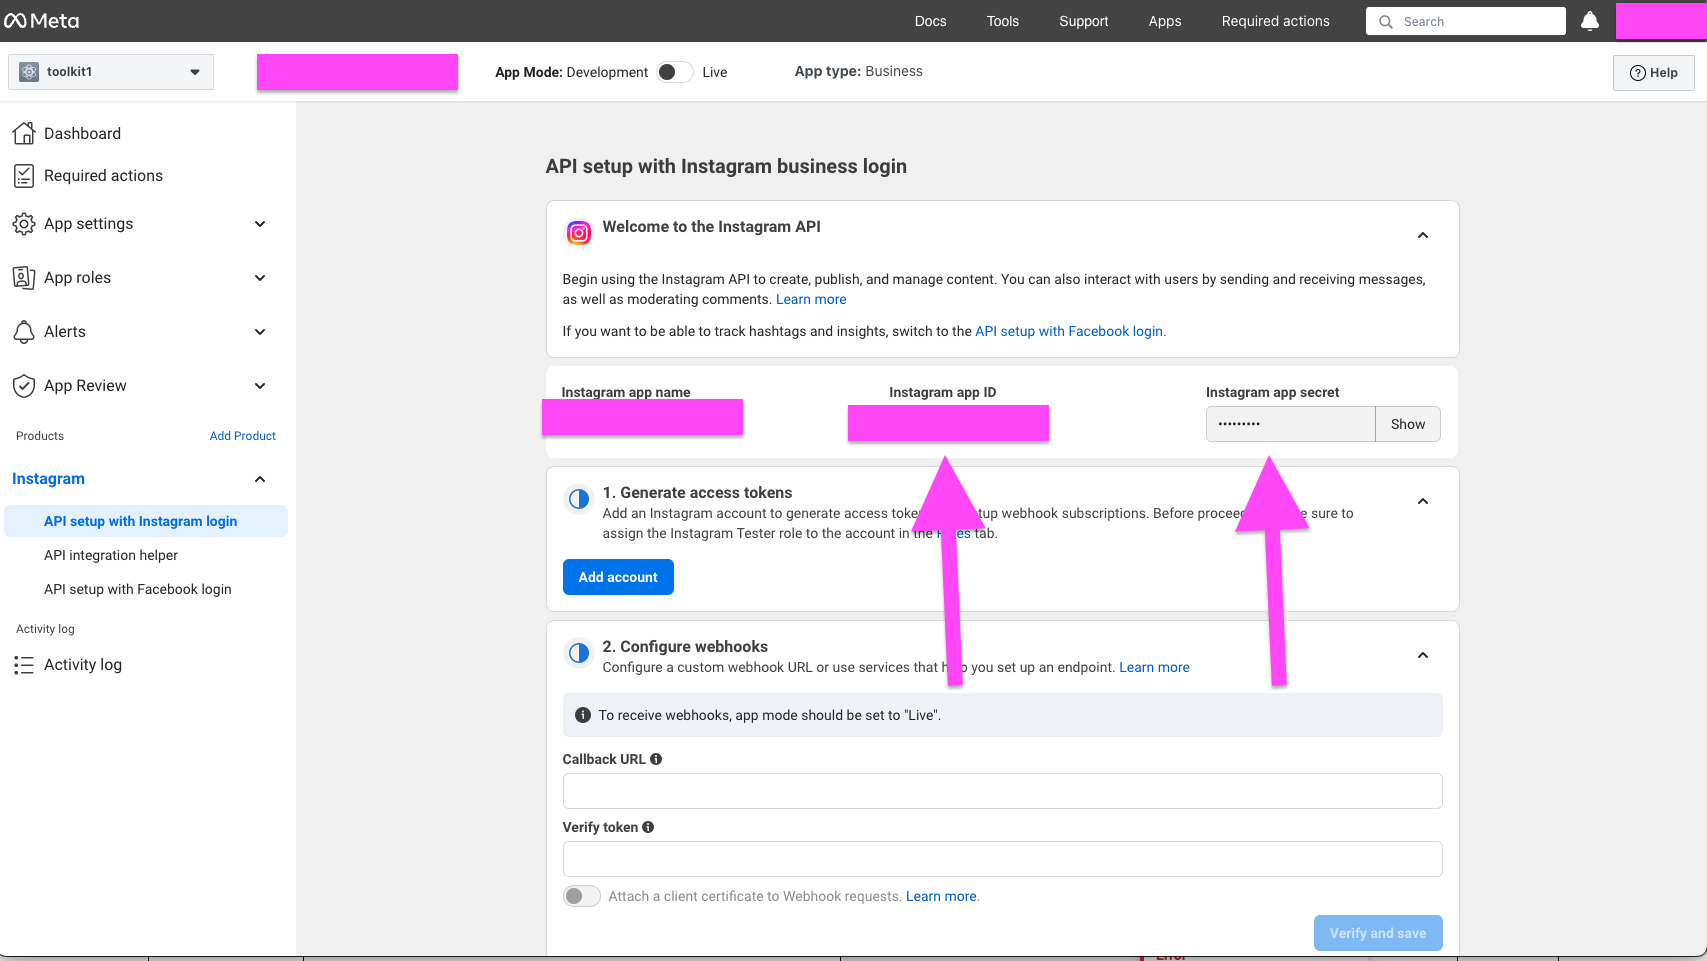 Meta
Docs Tools Support Apps Required actions Search
toolkit1
App Mode: Development Live
App type: Business
Help
Dashboard
Required actions
App settings
App roles
Alerts
App Review
Products Add Product
Instagram
API setup with Instagram login
API integration helper
API setup with Facebook login
Activity log
Activity log
API setup with Instagram business login
Welcome to the Instagram API
Begin using the Instagram API to create, publish, and manage content. You can also interact with users by sending and receiving messages,
as well as moderating comments. Learn more
If you want to be able to track hashtags and insights, switch to the API setup with Facebook login.
Instagram app name Instagram app ID Instagram app secret
••••••••• Show
1. Generate access tokens
Add an Instagram account to generate access webhook subscriptions. Before sure to
assign the Instagram Tester role to the account in the tab.
Add account
2. Configure webhooks
Configure a custom webhook URL or use services that you set up an endpoint. Learn more
To receive webhooks, app mode should be set to "Live".
Callback URL
Verify token
Attach a client certificate to Webhook requests. Learn more.
Verify and save